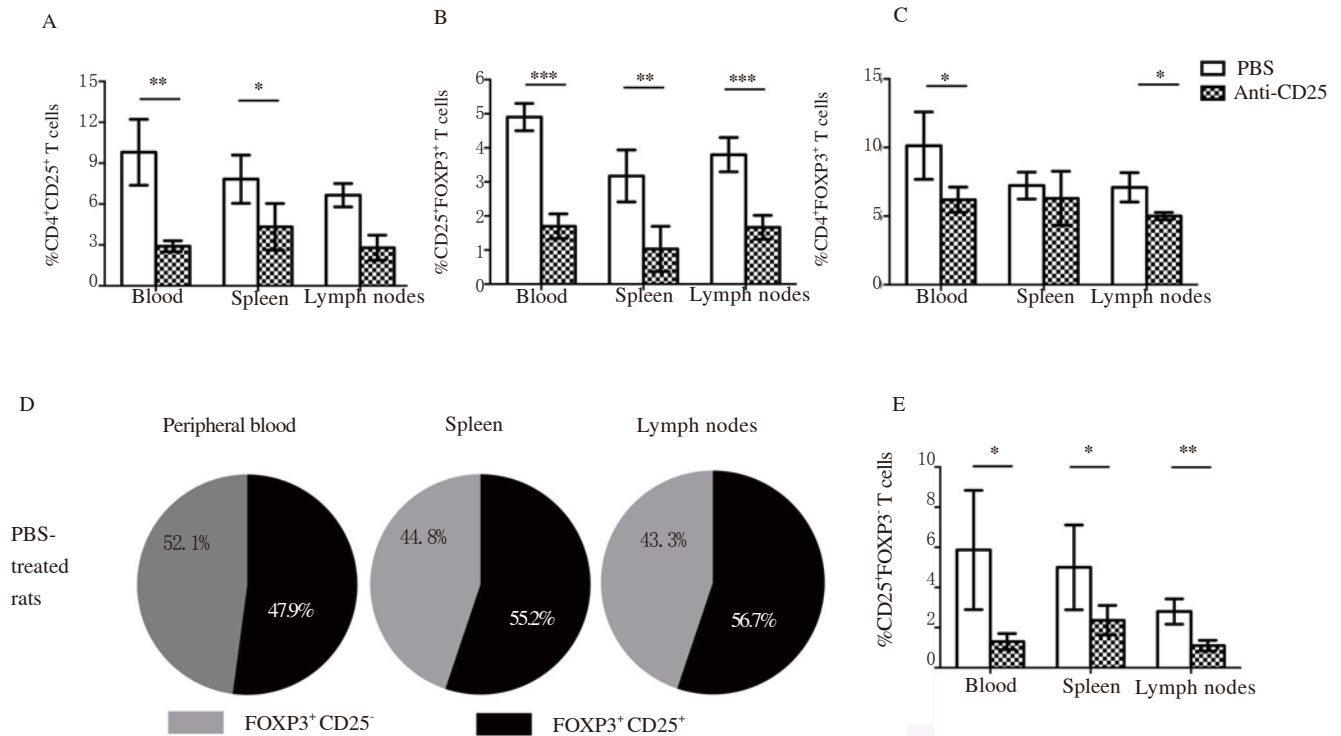 A
%CD4⁺CD25⁺ T cells
15
12
9
6
3
0
**
*
Blood
Spleen
Lymph nodes
B
%CD25⁺FOXP3⁺ T cells
6
5
4
3
2
1
0
***
**
***
Blood
Spleen
Lymph nodes
C
%CD4⁺FOXP3⁺ T cells
15
10
5
0
*
*
Blood
Spleen
Lymph nodes
PBS
Anti-CD25
D
Peripheral blood
Spleen
Lymph nodes
PBS-
treated
rats
52.1%
47.9%
44.8%
55.2%
43.3%
56.7%
FOXP3⁺ CD25⁻
FOXP3⁺ CD25⁺
E
%CD25⁺FOXP3⁻ T cells
10
8
6
4
2
0
*
*
**
Blood
Spleen
Lymph nodes